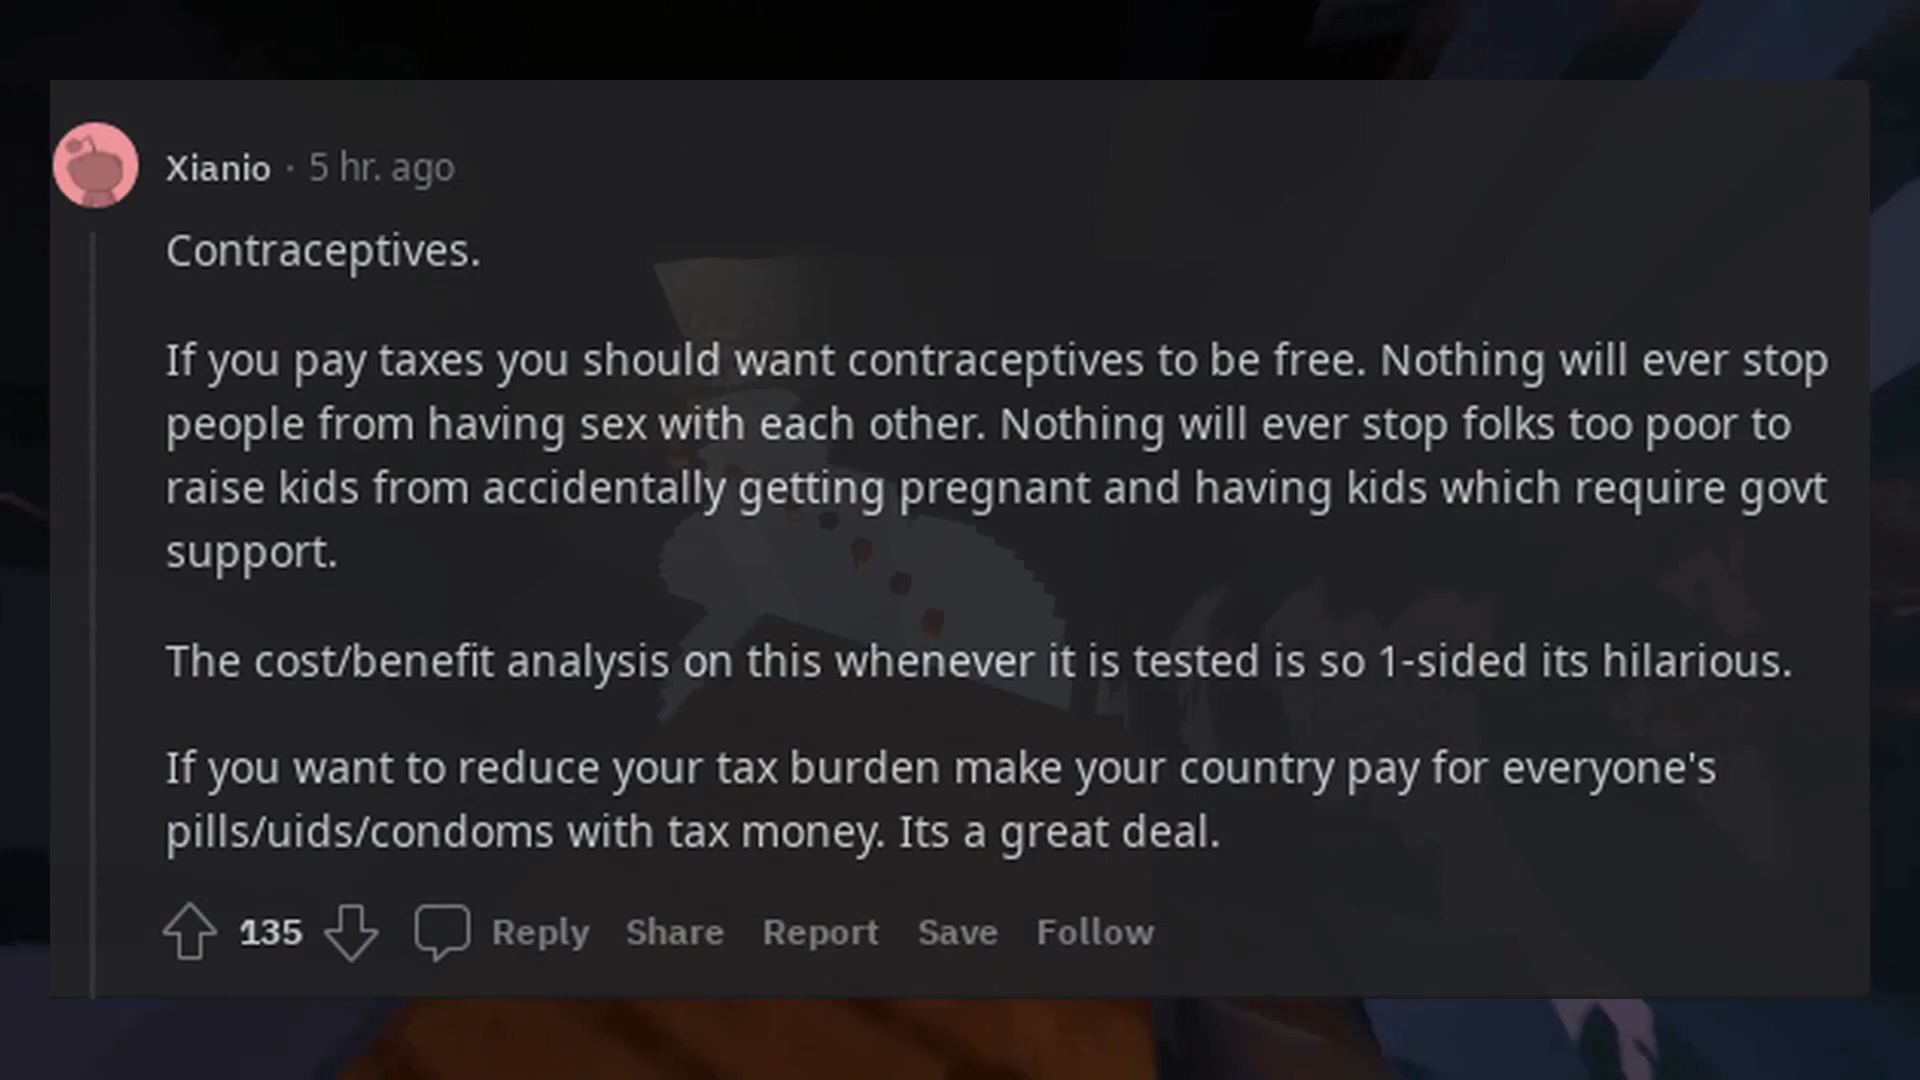 Xianio · 5 hr. ago
Contraceptives.
If you pay taxes you should want contraceptives to be free. Nothing will ever stop
people from having sex with each other. Nothing will ever stop folks too poor to
raise kids from accidentally getting pregnant and having kids which require govt
support.
The cost/benefit analysis on this whenever it is tested is so 1-sided its hilarious.
If you want to reduce your tax burden make your country pay for everyone's
pills/uids/condoms with tax money. Its a great deal.
135 Reply Share Report Save Follow